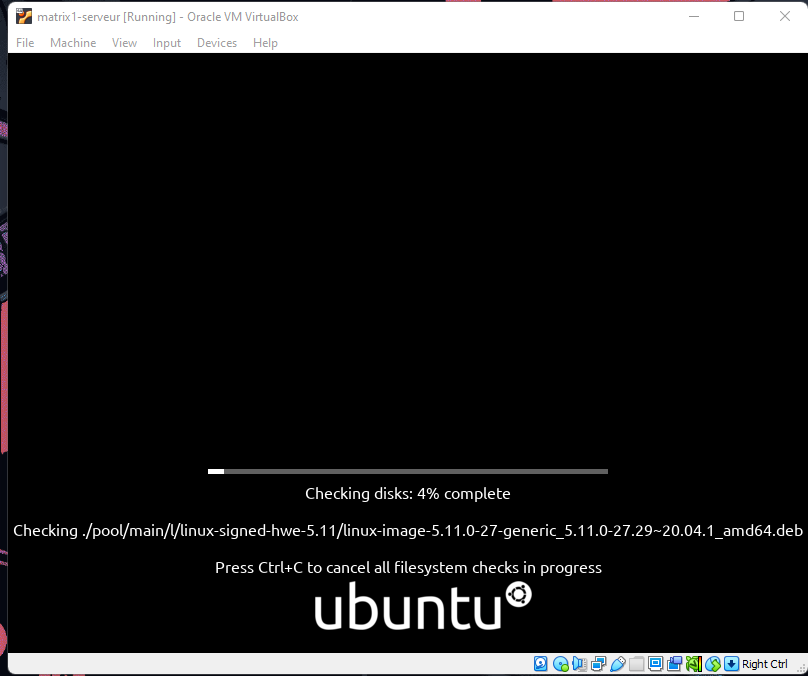 matrix1-serveur [Running] - Oracle VM VirtualBox
File Machine View Input Devices Help
Checking disks: 4% complete
Checking ./pool/main/l/linux-signed-hwe-5.11/linux-image-5.11.0-27-generic_5.11.0-27.29~20.04.1_amd64.deb
Press Ctrl+C to cancel all filesystem checks in progress
ubuntu
Right Ctrl